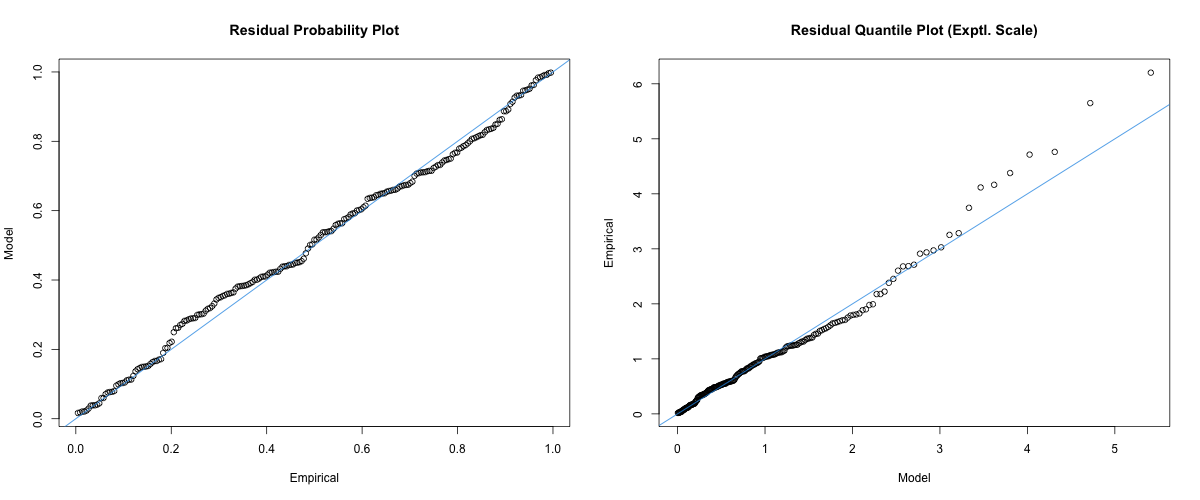 Residual Probability Plot
Model
0.0 0.2 0.4 0.6 0.8 1.0
0.0 0.2 0.4 0.6 0.8 1.0
Empirical
Residual Quantile Plot (Exptl. Scale)
Empirical
0 1 2 3 4 5 6
0 1 2 3 4 5
Model